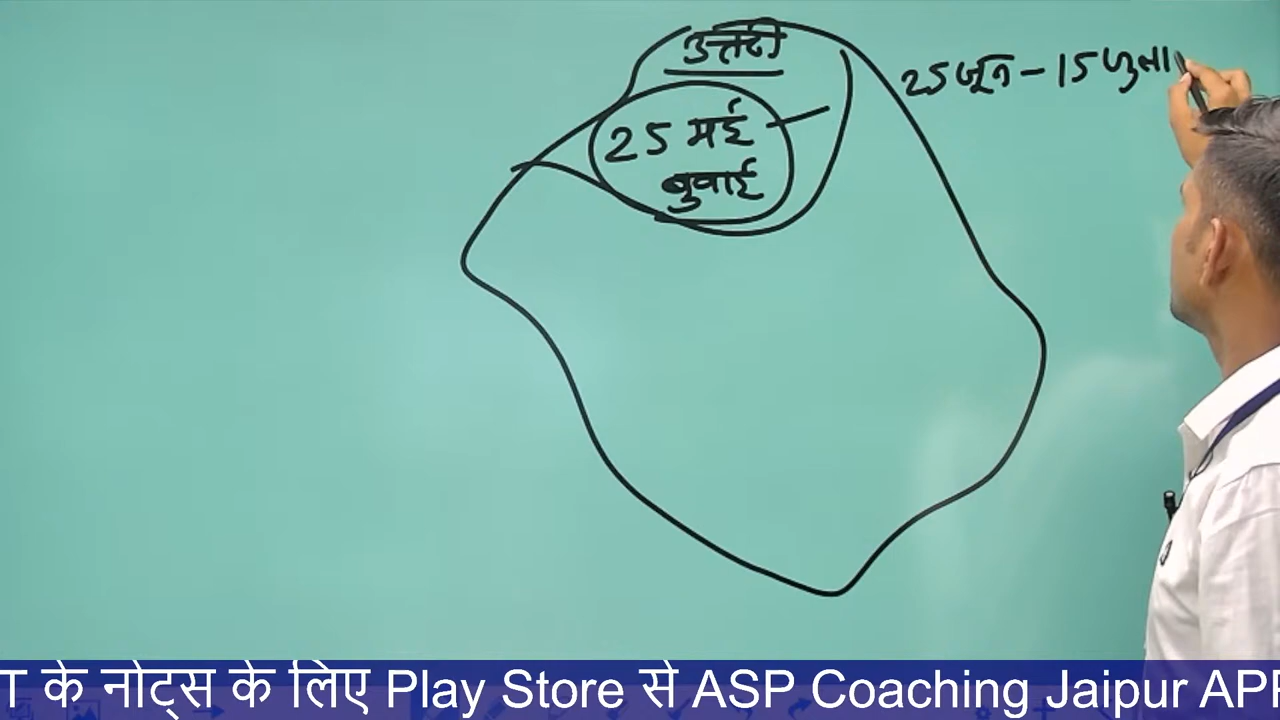 उत्तरी
25 मई
बुवाई
25 जून - 15 जुला
T के नोट्स के लिए Play Store से ASP Coaching Jaipur APP